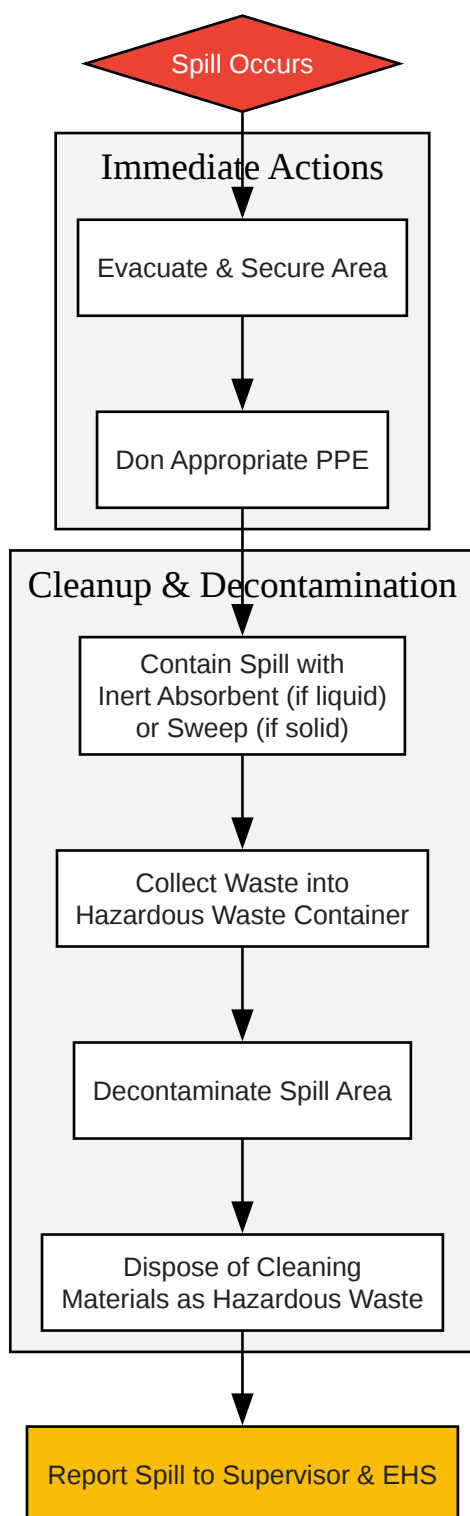 Spill Occurs
Immediate Actions
Evacuate & Secure Area
Don Appropriate PPE
Cleanup & Decontamination
Contain Spill with
Inert Absorbent (if liquid)
or Sweep (if solid)
Collect Waste into
Hazardous Waste Container
Decontaminate Spill Area
Dispose of Cleaning
Materials as Hazardous Waste
Report Spill to Supervisor & EHS